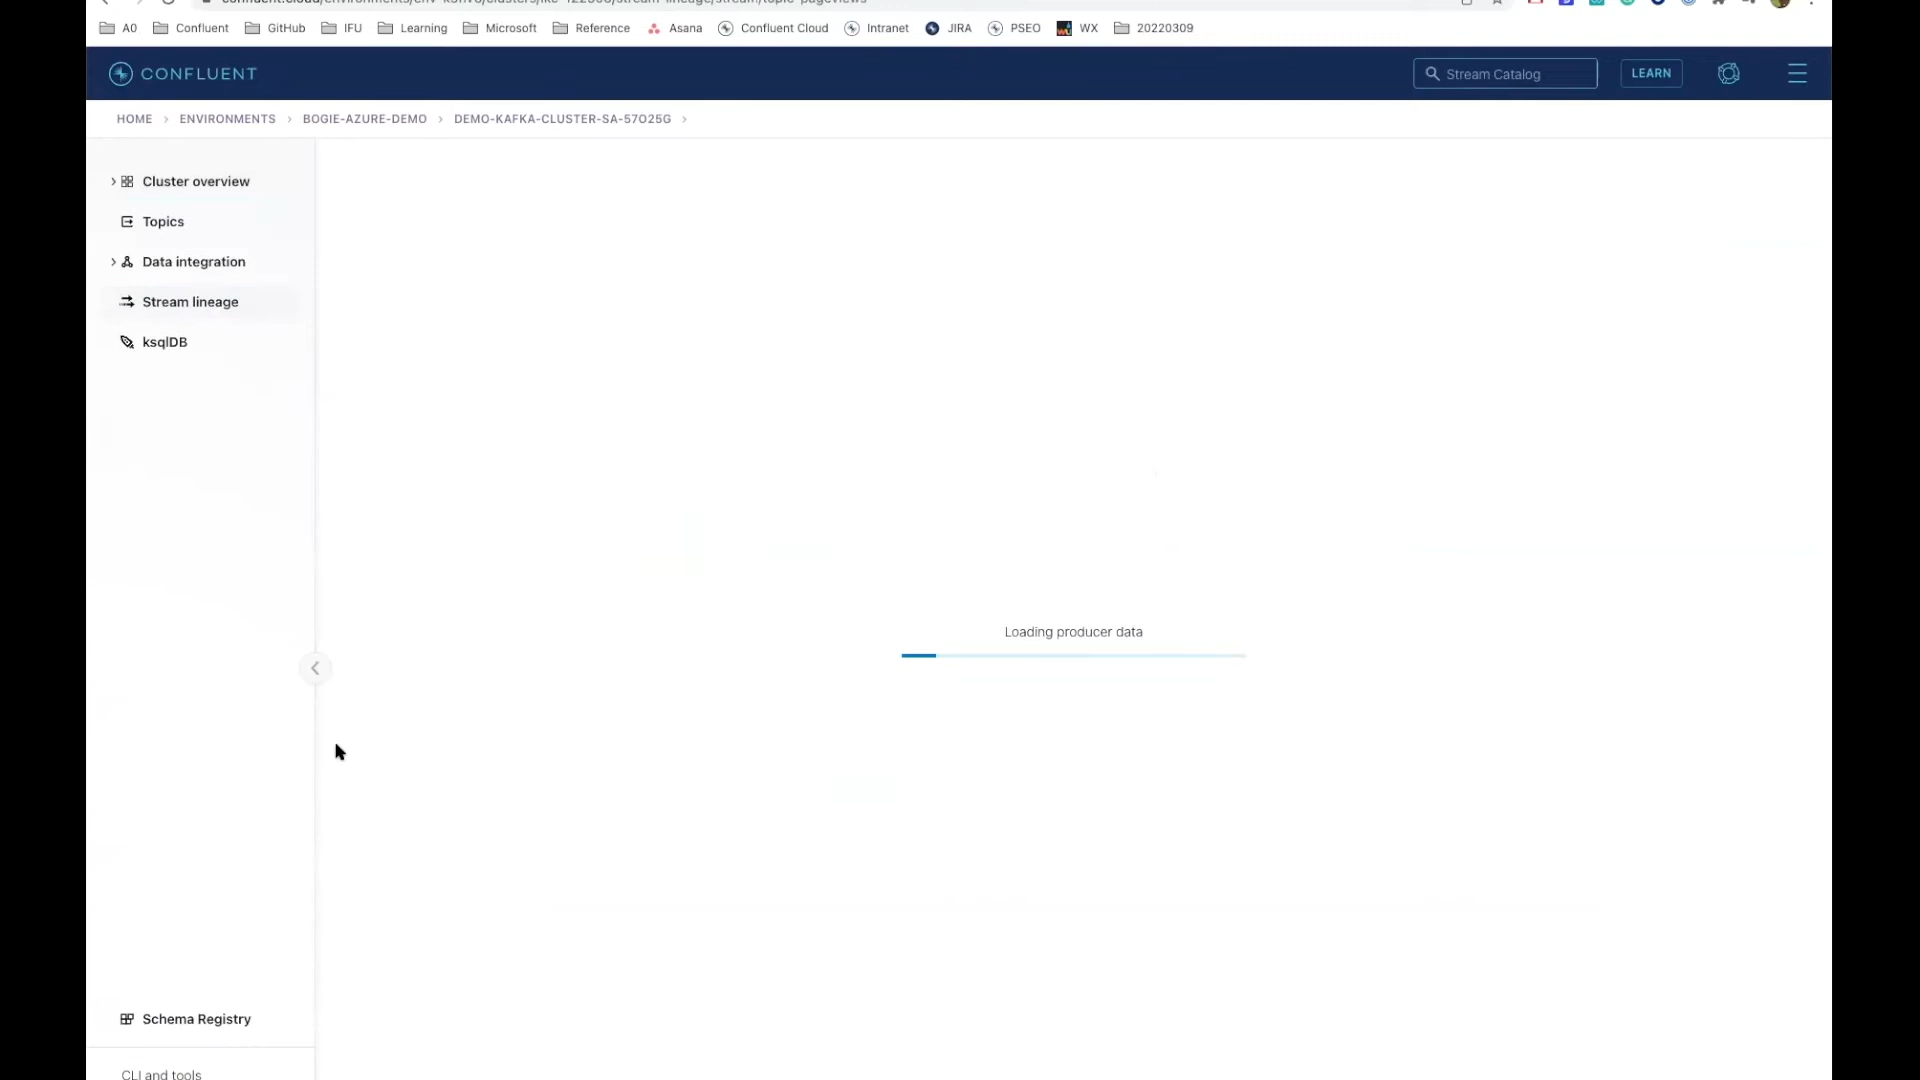 A0 Confluent GitHub IFU Learning Microsoft Reference Asana Confluent Cloud Intranet JIRA PSEO WX 20220309
CONFLUENT Stream Catalog LEARN
HOME > ENVIRONMENTS > BOGIE-AZURE-DEMO > DEMO-KAFKA-CLUSTER-SA-57O25G >
Cluster overview
Topics
Data integration
Stream lineage
ksqlDB
Loading producer data
Schema Registry
CLI and tools